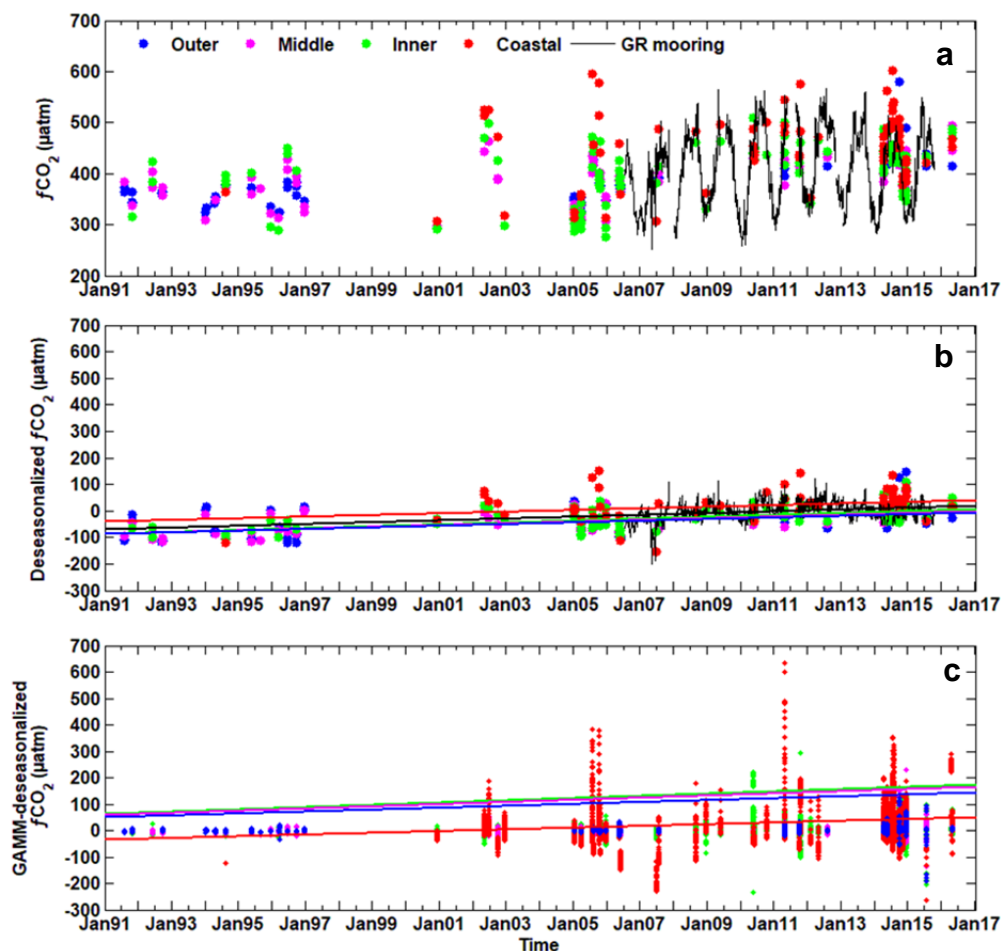 a
Outer Middle Inner Coastal GR mooring
700
600
500
400
300
200
fCO2 (µatm)
Jan91 Jan93 Jan95 Jan97 Jan99 Jan01 Jan03 Jan05 Jan07 Jan09 Jan11 Jan13 Jan15 Jan17
b
700
600
500
400
300
200
100
0
-100
-200
-300
Deseasonalized fCO2 (µatm)
Jan91 Jan93 Jan95 Jan97 Jan99 Jan01 Jan03 Jan05 Jan07 Jan09 Jan11 Jan13 Jan15 Jan17
c
700
600
500
400
300
200
100
0
-100
-200
-300
GAMM-deseasonalized
fCO2 (µatm)
Jan91 Jan93 Jan95 Jan97 Jan99 Jan01 Jan03 Jan05 Jan07 Jan09 Jan11 Jan13 Jan15 Jan17
Time